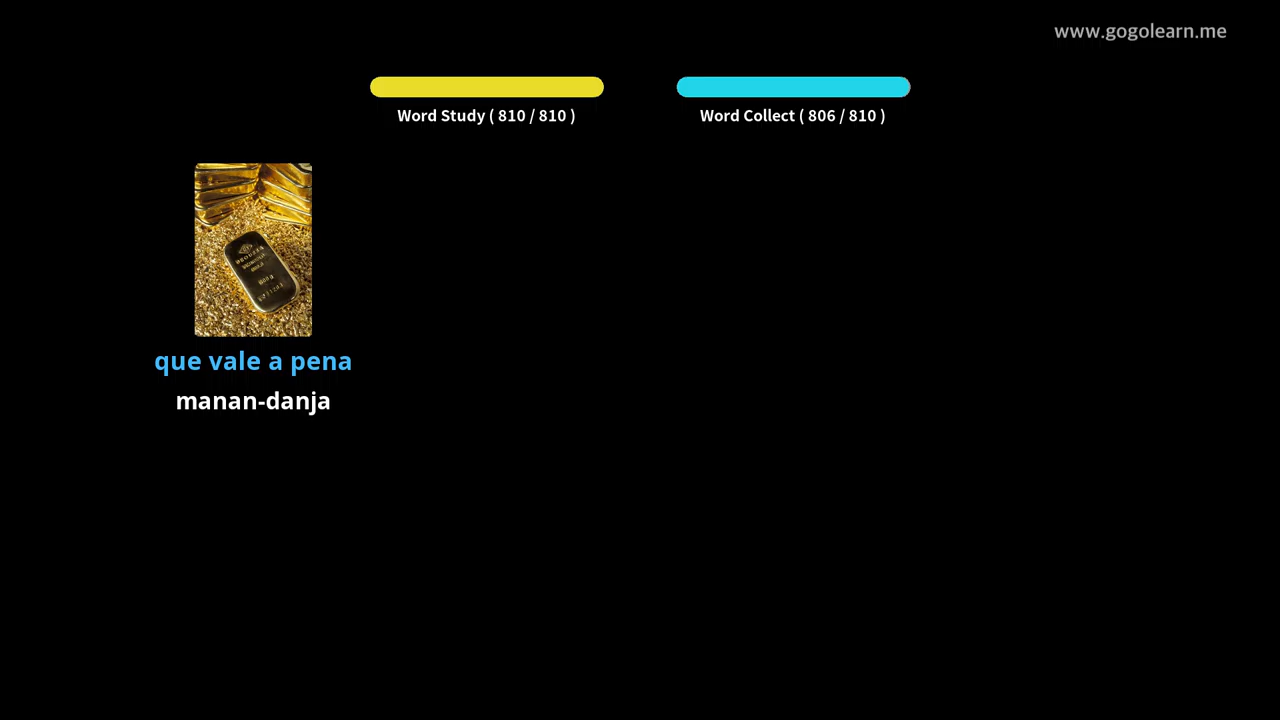 www.gogolearn.me
Word Study ( 810 / 810 )
Word Collect ( 806 / 810 )
que vale a pena
manan-danja